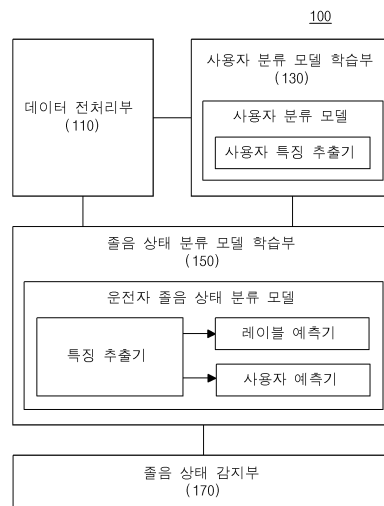 100
데이터 전처리부
(110)
사용자 분류 모델 학습부
(130)
사용자 분류 모델
사용자 특징 추출기
졸음 상태 분류 모델 학습부
(150)
운전자 졸음 상태 분류 모델
특징 추출기
레이블 예측기
사용자 예측기
졸음 상태 감지부
(170)